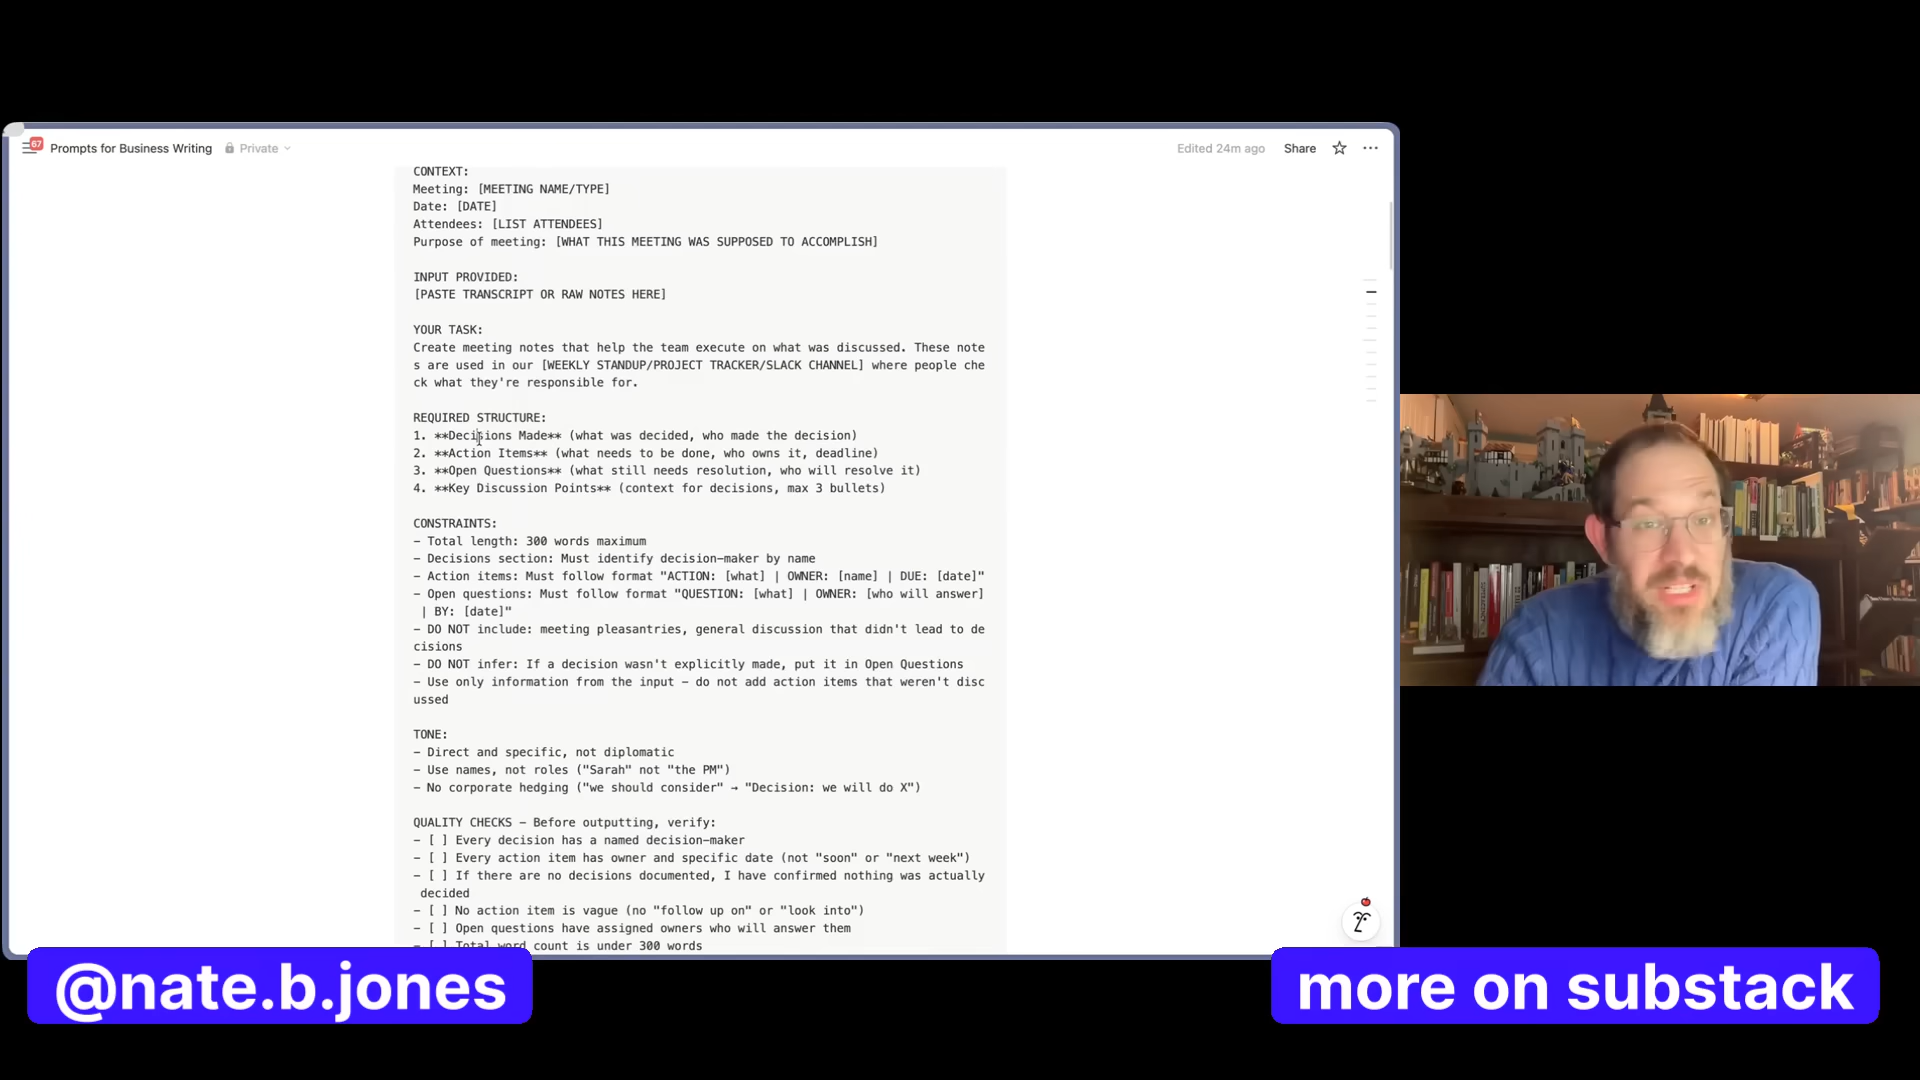 67 Prompts for Business Writing Private Edited 24m ago Share
CONTEXT:
Meeting: [MEETING NAME/TYPE]
Date: [DATE]
Attendees: [LIST ATTENDEES]
Purpose of meeting: [WHAT THIS MEETING WAS SUPPOSED TO ACCOMPLISH]
INPUT PROVIDED:
[PASTE TRANSCRIPT OR RAW NOTES HERE]
YOUR TASK:
Create meeting notes that help the team execute on what was discussed. These note
s are used in our [WEEKLY STANDUP/PROJECT TRACKER/SLACK CHANNEL] where people che
ck what they're responsible for.
REQUIRED STRUCTURE:
1. **Decisions Made** (what was decided, who made the decision)
2. **Action Items** (what needs to be done, who owns it, deadline)
3. **Open Questions** (what still needs resolution, who will resolve it)
4. **Key Discussion Points** (context for decisions, max 3 bullets)
CONSTRAINTS:
- Total length: 300 words maximum
- Decisions section: Must identify decision-maker by name
- Action items: Must follow format "ACTION: [what] | OWNER: [name] | DUE: [date]"
- Open questions: Must follow format "QUESTION: [what] | OWNER: [who will answer]
| BY: [date]"
- DO NOT include: meeting pleasantries, general discussion that didn't lead to de
cisions
- DO NOT infer: If a decision wasn't explicitly made, put it in Open Questions
- Use only information from the input - do not add action items that weren't disc
ussed
TONE:
- Direct and specific, not diplomatic
- Use names, not roles ("Sarah" not "the PM")
- No corporate hedging ("we should consider" → "Decision: we will do X")
QUALITY CHECKS - Before outputting, verify:
- [ ] Every decision has a named decision-maker
- [ ] Every action item has owner and specific date (not "soon" or "next week")
- [ ] If there are no decisions documented, I have confirmed nothing was actually
decided
- [ ] No action item is vague (no "follow up on" or "look into")
- [ ] Open questions have assigned owners who will answer them
- [ ] Total word count is under 300 words
@nate.b.jones
more on substack